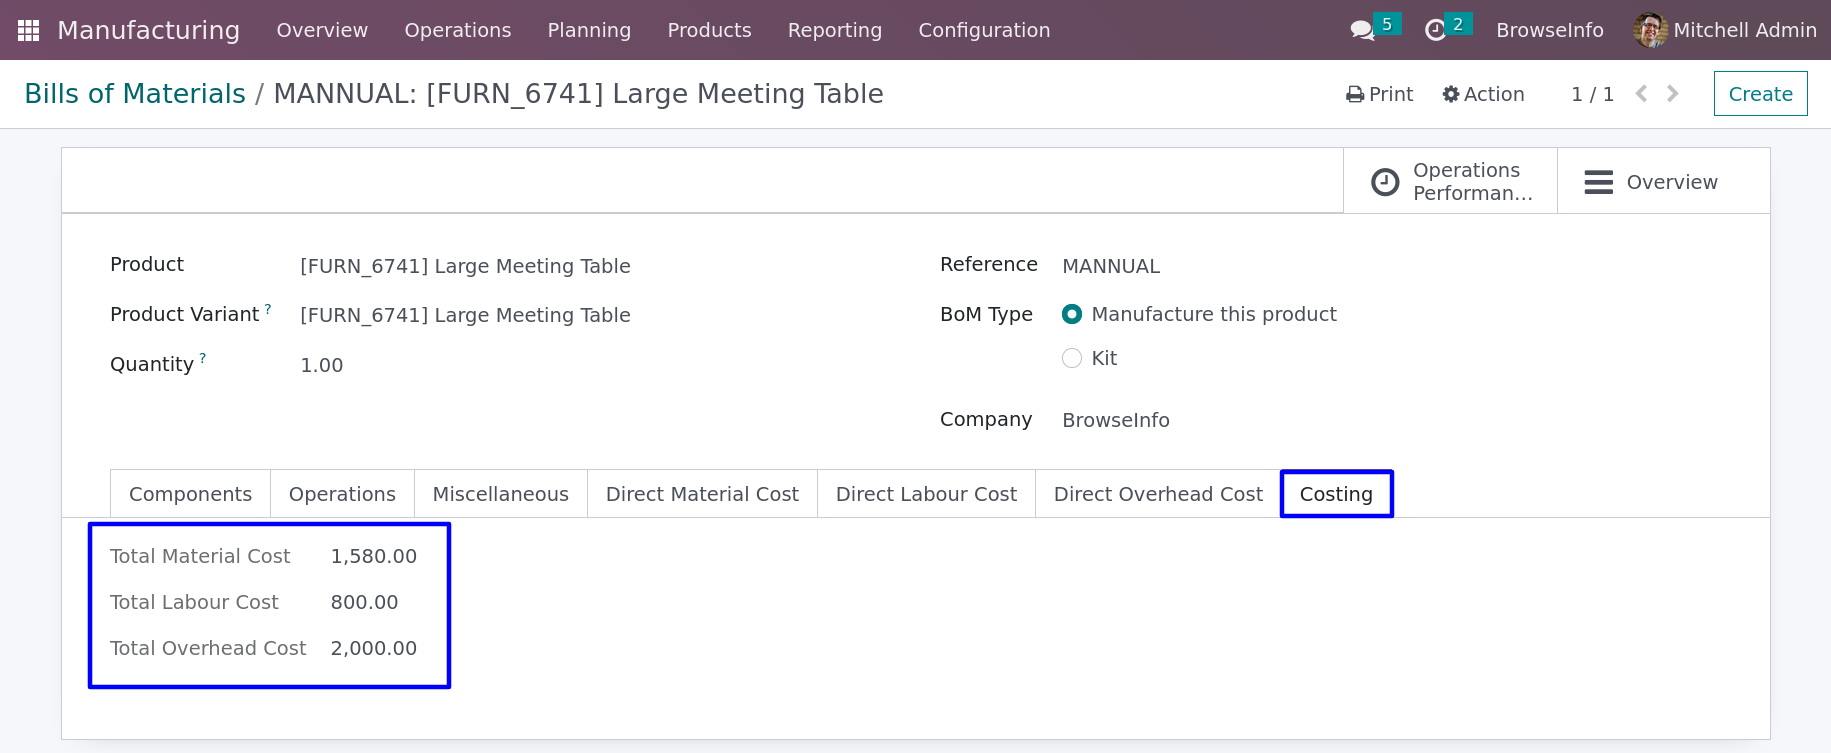 Manufacturing Overview Operations Planning Products Reporting Configuration 5 2 BrowseInfo Mitchell Admin
Bills of Materials / MANNUAL: [FURN_6741] Large Meeting Table Print Action 1 / 1 Create
Operations
Performan...
Overview
Product [FURN_6741] Large Meeting Table
Product Variant ? [FURN_6741] Large Meeting Table
Quantity ? 1.00
Reference MANNUAL
BoM Type Manufacture this product
Kit
Company BrowseInfo
Components Operations Miscellaneous Direct Material Cost Direct Labour Cost Direct Overhead Cost Costing
Total Material Cost 1,580.00
Total Labour Cost 800.00
Total Overhead Cost 2,000.00